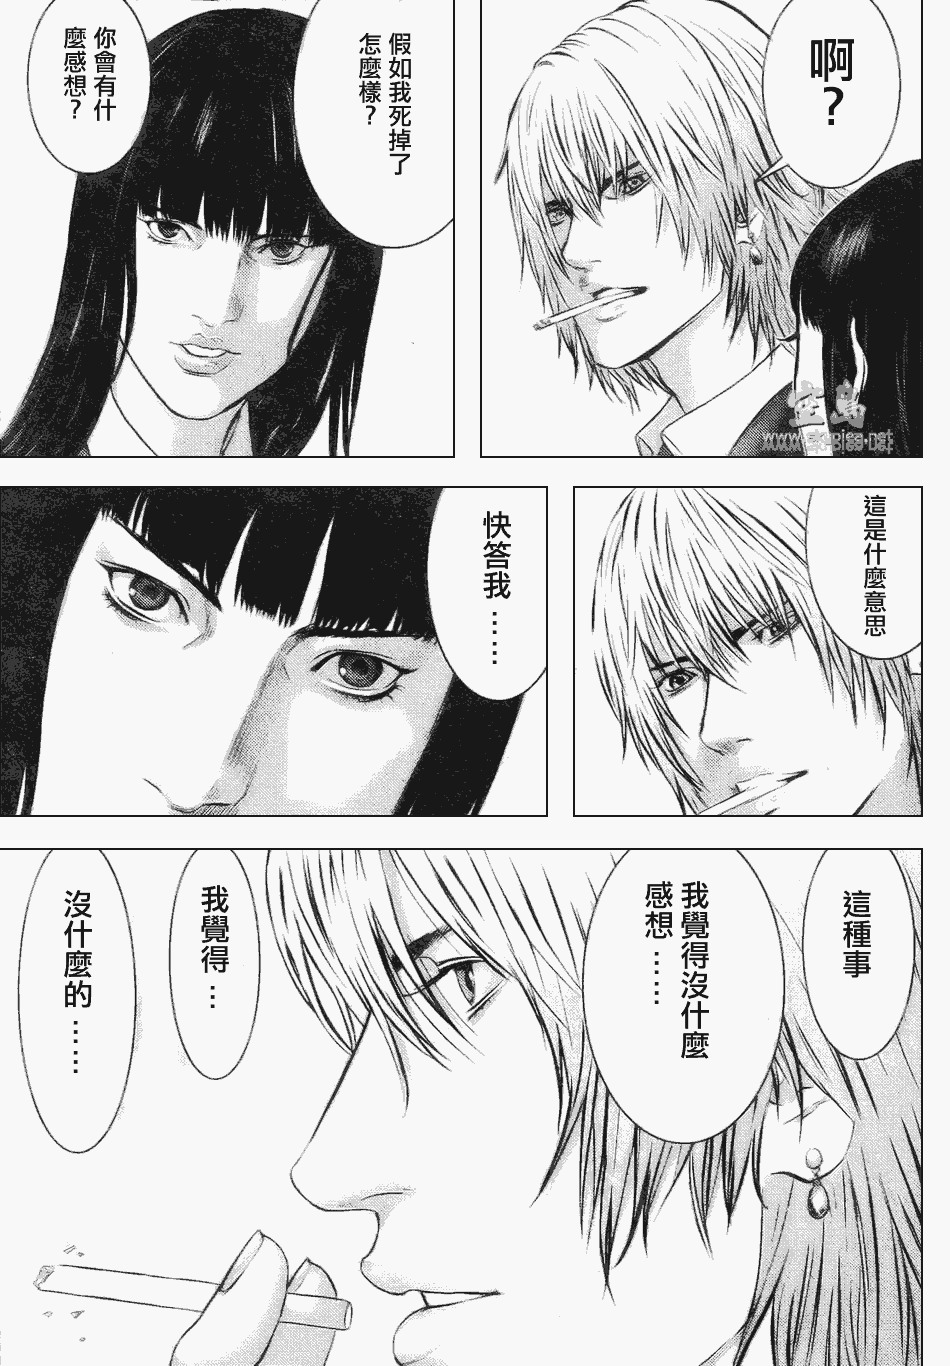 啊？
假如我死掉了
怎麼樣？
你會有什
麼感想？
這是什麼意思
快答我……
這種事
我覺得沒什麼
感想……
我覺得…
沒什麼的……